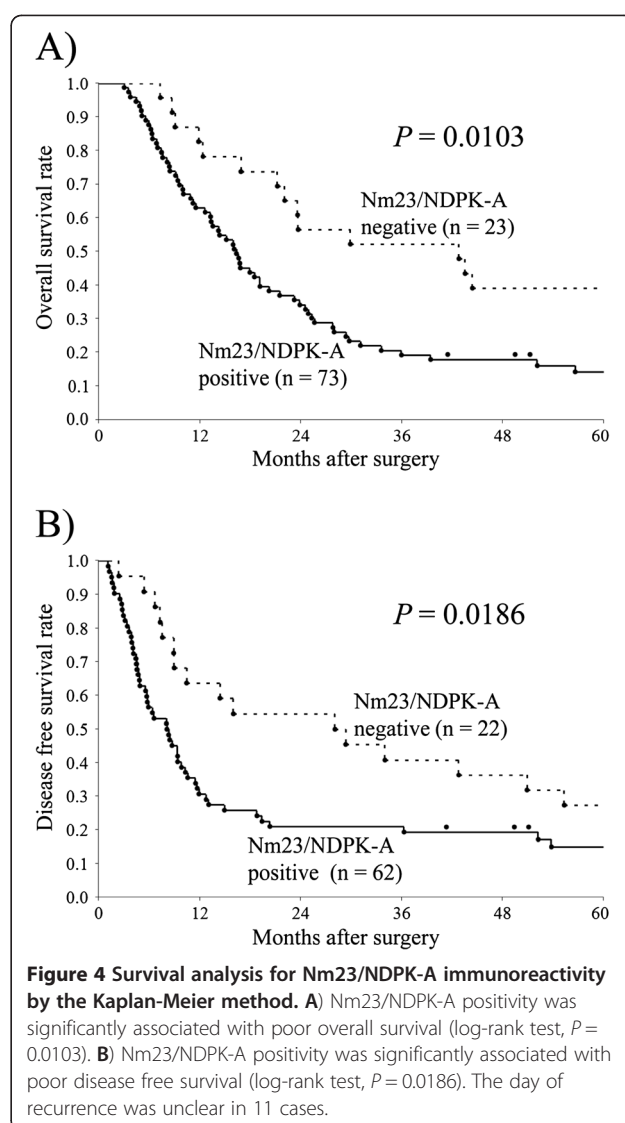 A)
1.0
0.9
0.8
0.7
0.6
0.5
0.4
0.3
0.2
0.1
0.0
Overall survival rate
P = 0.0103
Nm23/NDPK-A
negative (n = 23)
Nm23/NDPK-A
positive (n = 73)
0 12 24 36 48 60
Months after surgery
B)
1.0
0.9
0.8
0.7
0.6
0.5
0.4
0.3
0.2
0.1
0.0
Disease free survival rate
P = 0.0186
Nm23/NDPK-A
negative (n = 22)
Nm23/NDPK-A
positive (n = 62)
0 12 24 36 48 60
Months after surgery
Figure 4 Survival analysis for Nm23/NDPK-A immunoreactivity
by the Kaplan-Meier method. A) Nm23/NDPK-A positivity was
significantly associated with poor overall survival (log-rank test, P =
0.0103). B) Nm23/NDPK-A positivity was significantly associated with
poor disease free survival (log-rank test, P = 0.0186). The day of
recurrence was unclear in 11 cases.